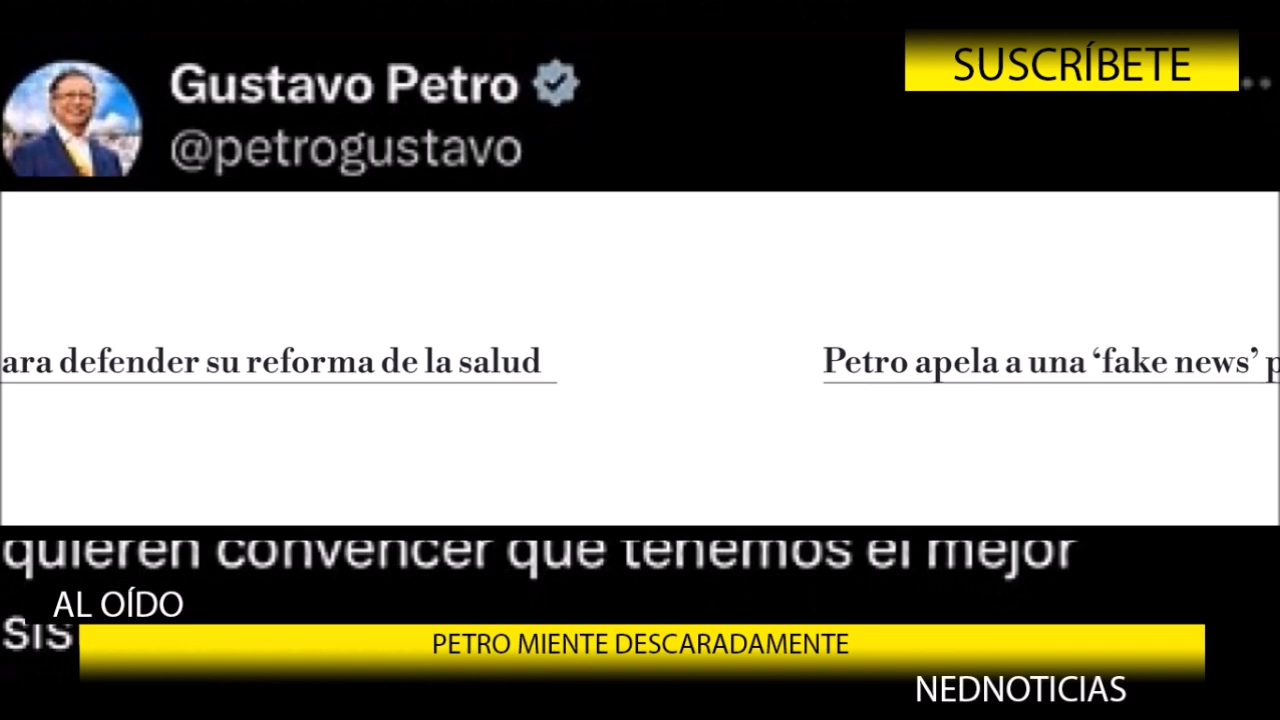 Gustavo Petro
SUSCRÍBETE
@petrogustavo
ara defender su reforma de la salud
Petro apela a una ‘fake news’
quieren convencer que tenemos el mejor
AL OÍDO
sis
PETRO MIENTE DESCARADAMENTE
NEDNOTICIAS